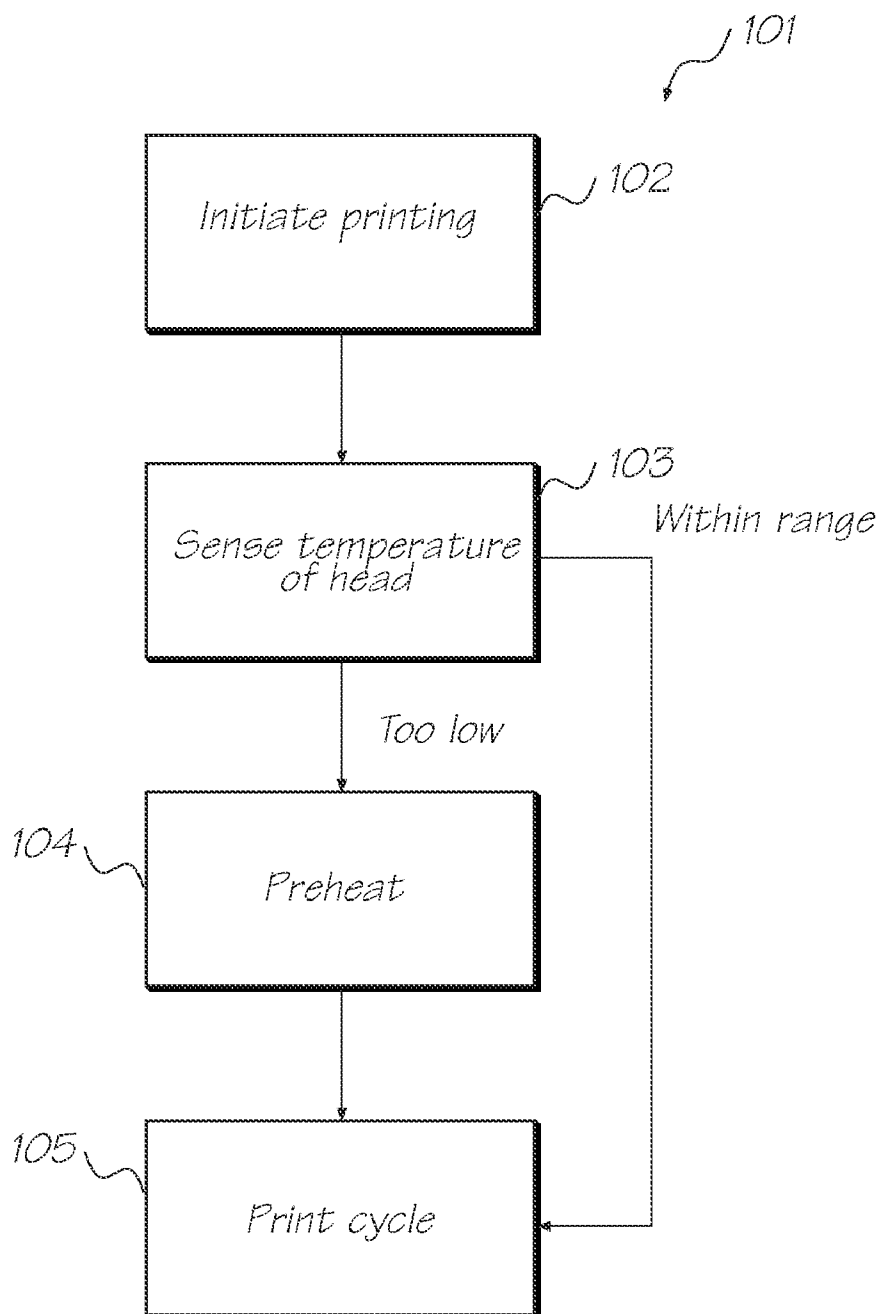 101
Initiate printing
102
103
Within range
Sense temperature
of head
Too low
104
Preheat
105
Print cycle